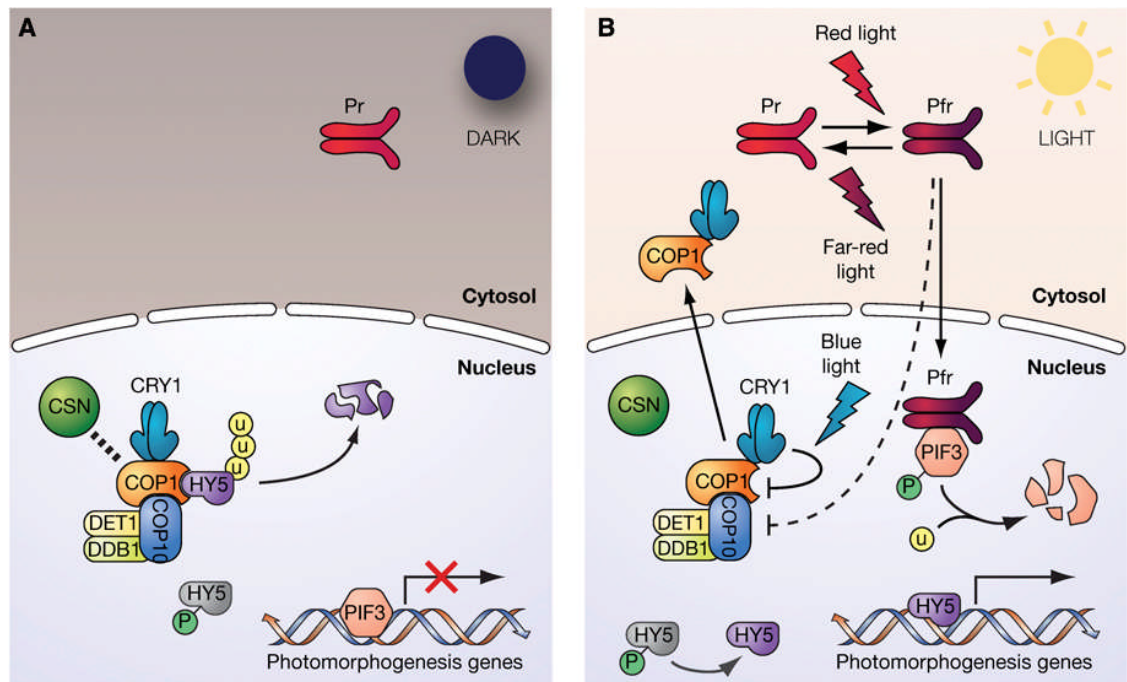 A
DARK
Pr
Cytosol
Nucleus
CSN
CRY1
u
u
u
COP1
HY5
DET1
DDB1
COP10
HY5
P
PIF3
Photomorphogenesis genes
B
Red light
LIGHT
Pr
Pfr
COP1
Far-red
light
Cytosol
Nucleus
Blue
light
CSN
CRY1
Pfr
PIF3
P
COP1
DET1
DDB1
COP10
u
HY5
P
HY5
HY5
Photomorphogenesis genes